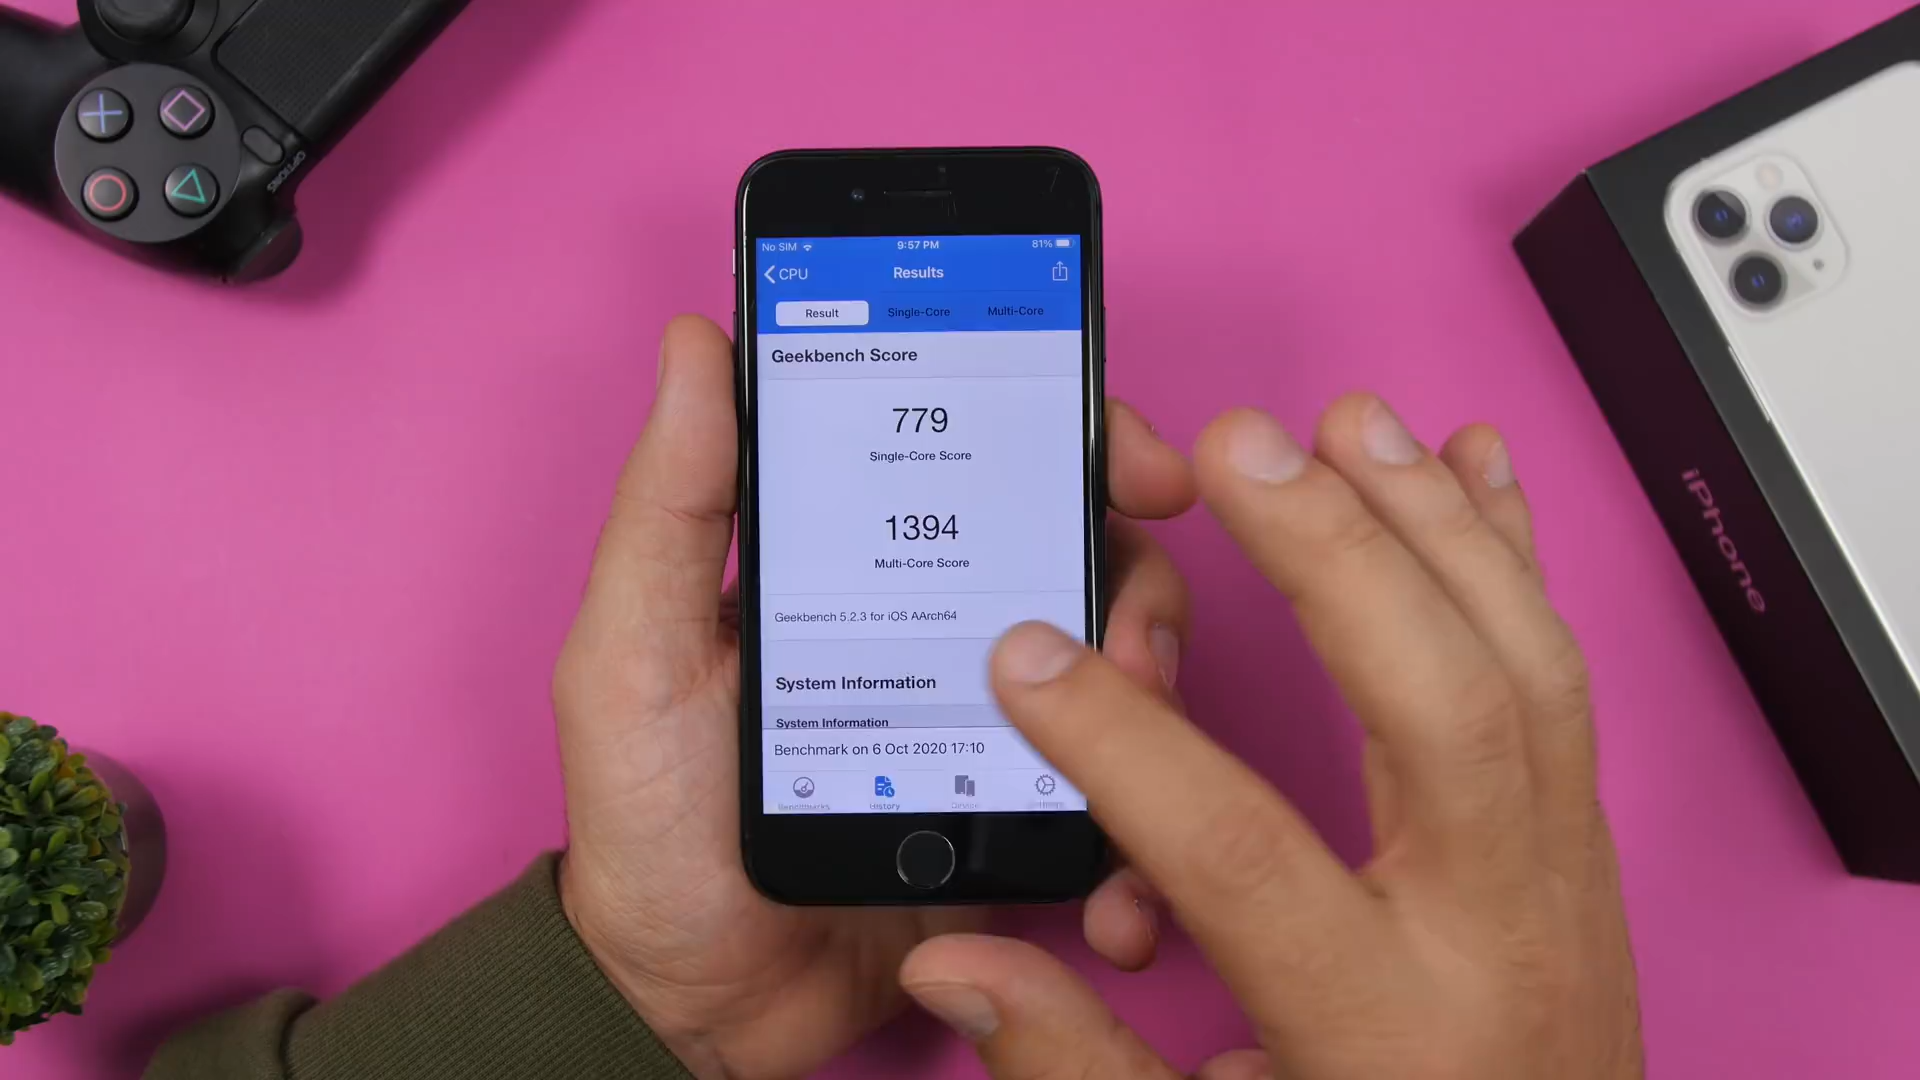 OPTIONS
No SIM 9:57 PM 81%
CPU Results
Result Single-Core Multi-Core
Geekbench Score
779
Single-Core Score
1394
Multi-Core Score
Geekbench 5.2.3 for iOS AArch64
System Information
System Information
Benchmark on 6 Oct 2020 17:10
Benchmarks History
iPhone